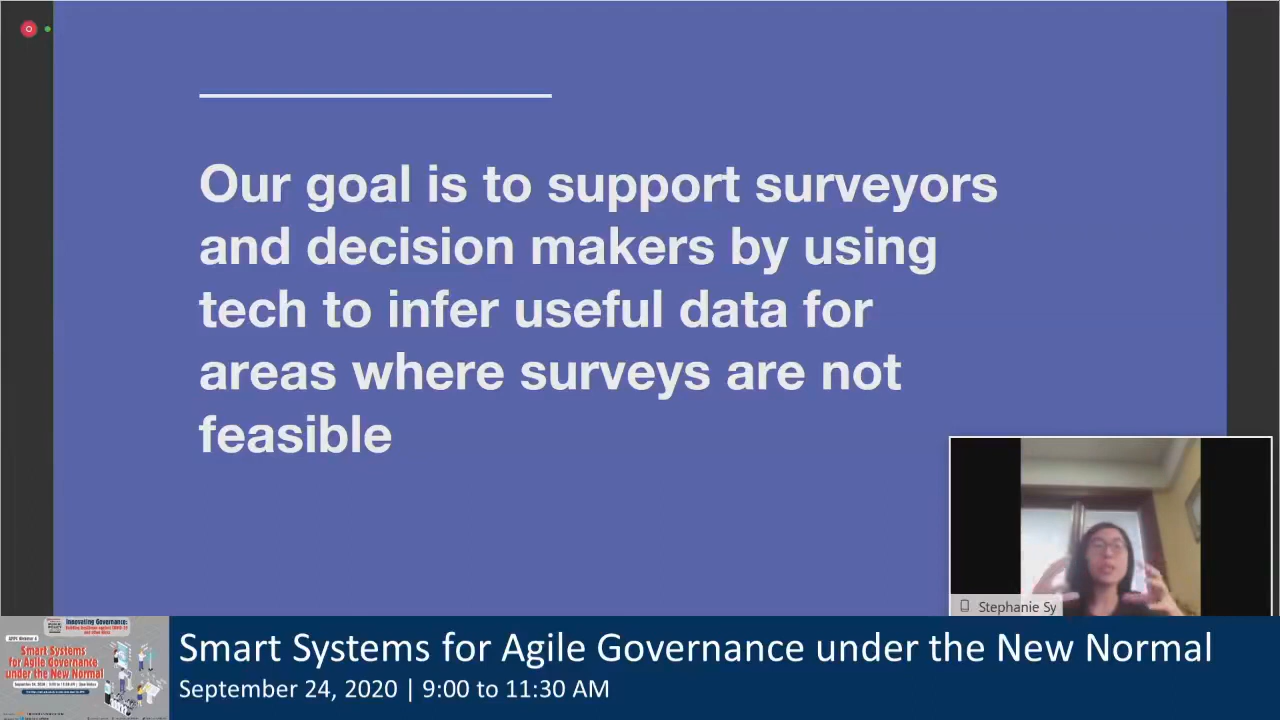 Our goal is to support surveyors
and decision makers by using
tech to infer useful data for
areas where surveys are not
feasible
Stephanie Sy
Innovating Governance:
Smart Systems
for Agile Governance
under the New Normal
Smart Systems for Agile Governance under the New Normal
September 24, 2020 | 9:00 to 11:30 AM